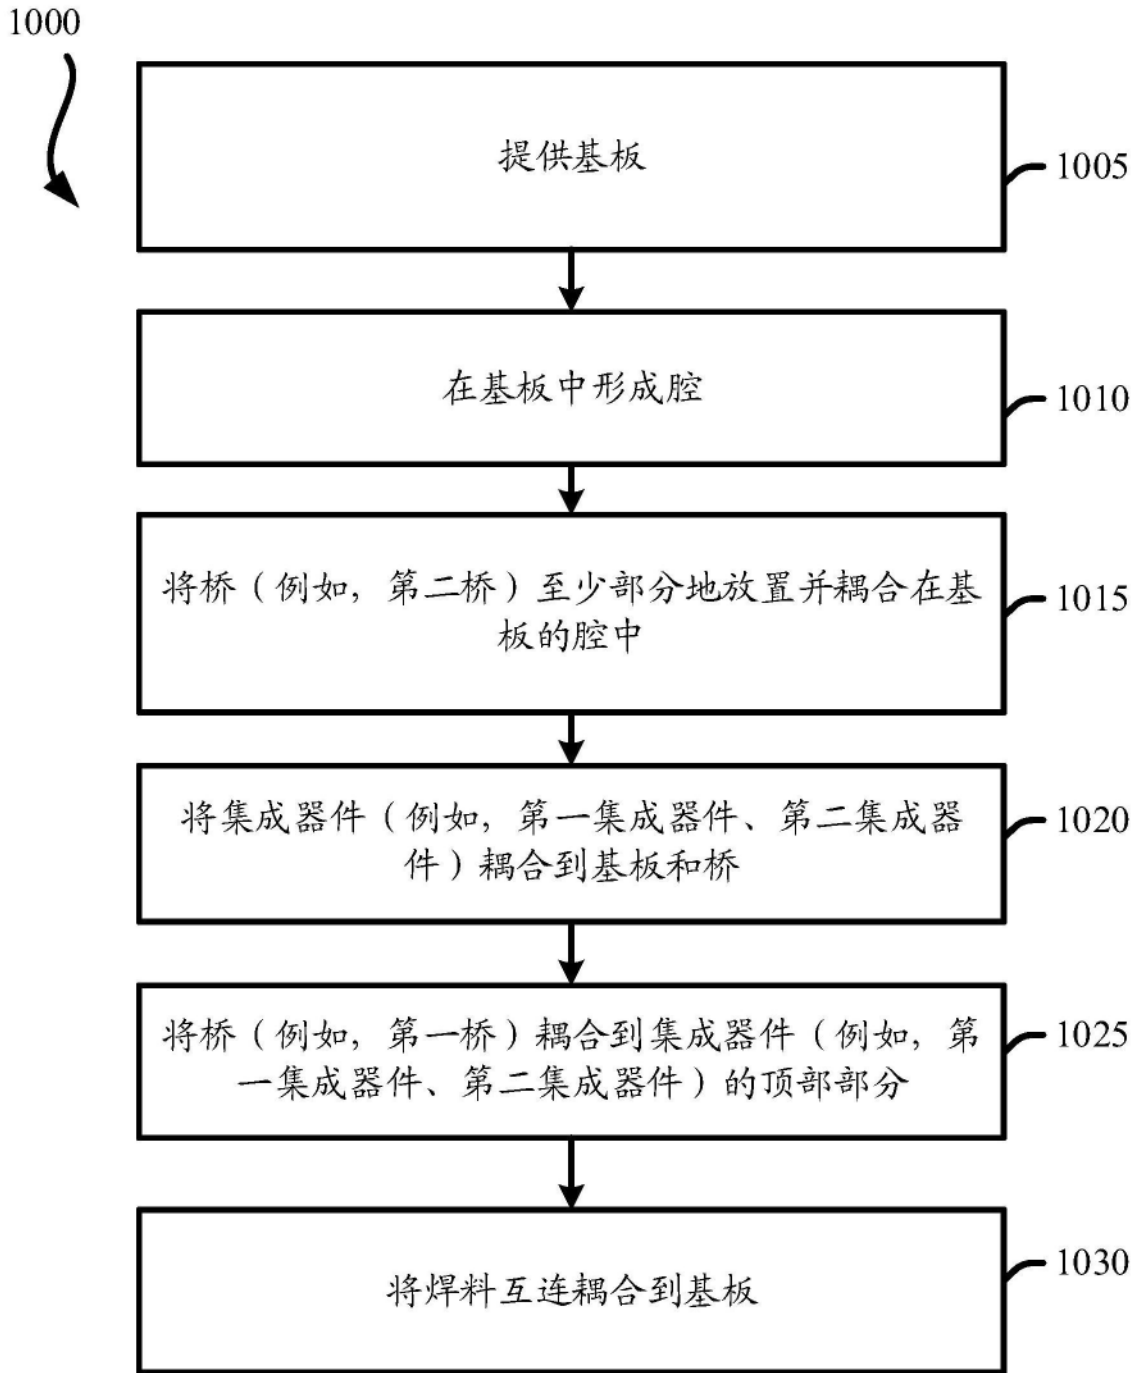 1000
提供基板
1005
在基板中形成腔
1010
将桥（例如，第二桥）至少部分地放置并耦合在基
板的腔中
1015
将集成器件（例如，第一集成器件、第二集成器
件）耦合到基板和桥
1020
将桥（例如，第一桥）耦合到集成器件（例如，第
一集成器件、第二集成器件）的顶部部分
1025
将焊料互连耦合到基板
1030